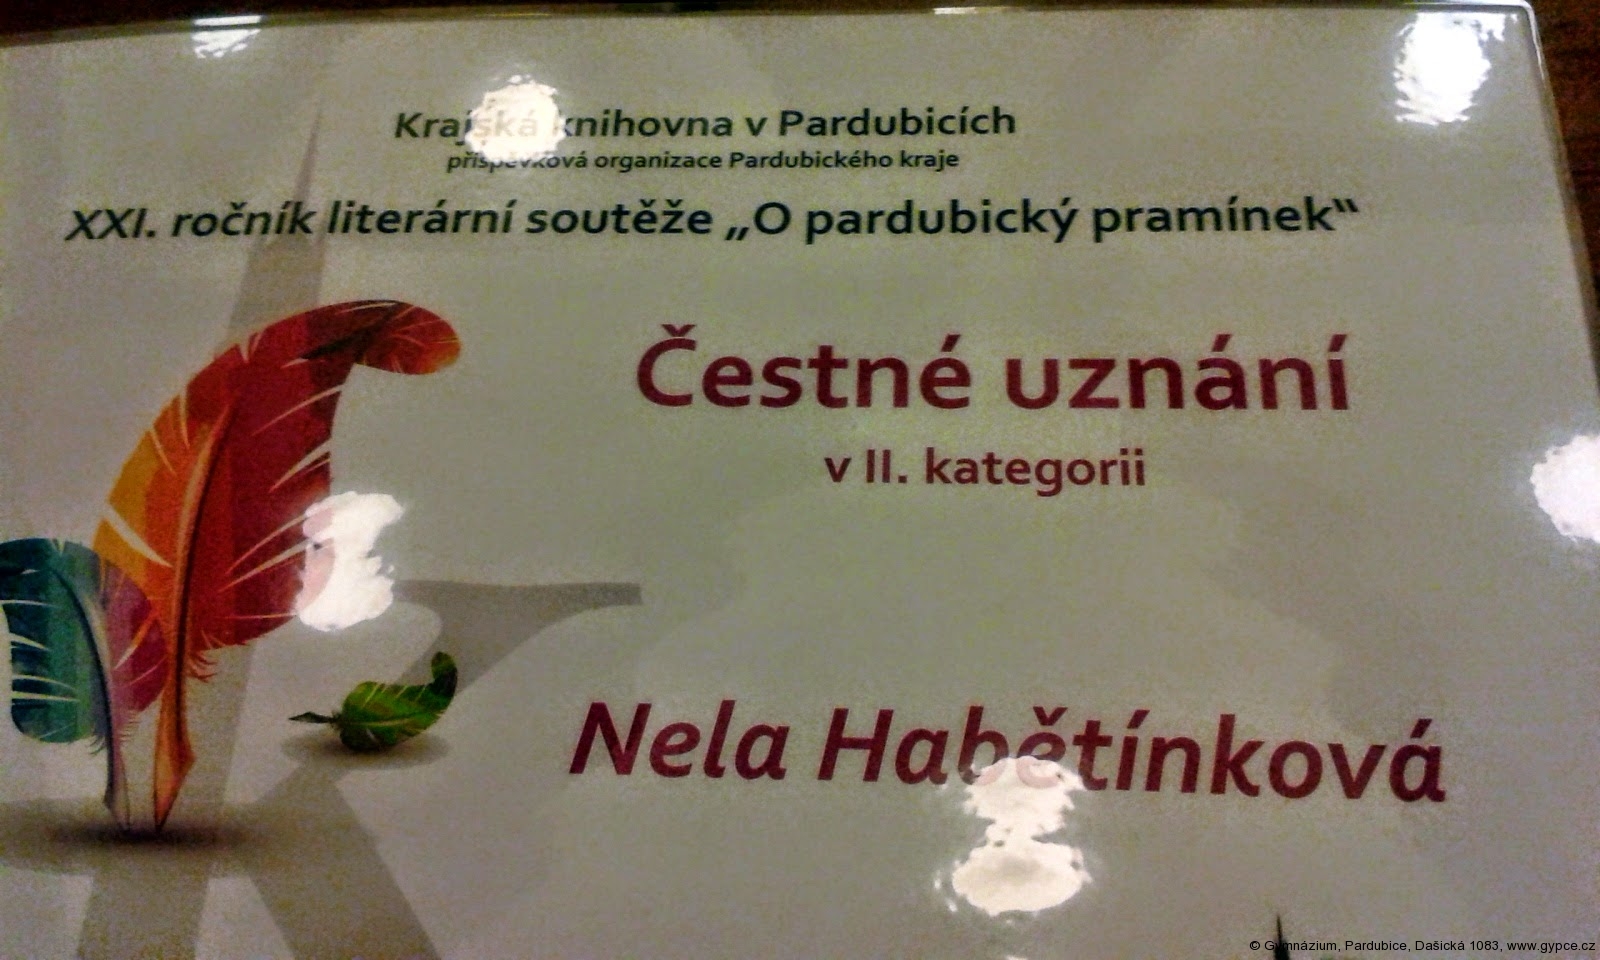 Krajská knihovna v Pardubicích
příspěvková organizace Pardubického kraje
XXI. ročník literární soutěže „O pardubický pramínek“
Čestné uznání
v II. kategorii
Nela Habětínková
© Gymnázium, Pardubice, Dašická 1083, www.gypce.cz